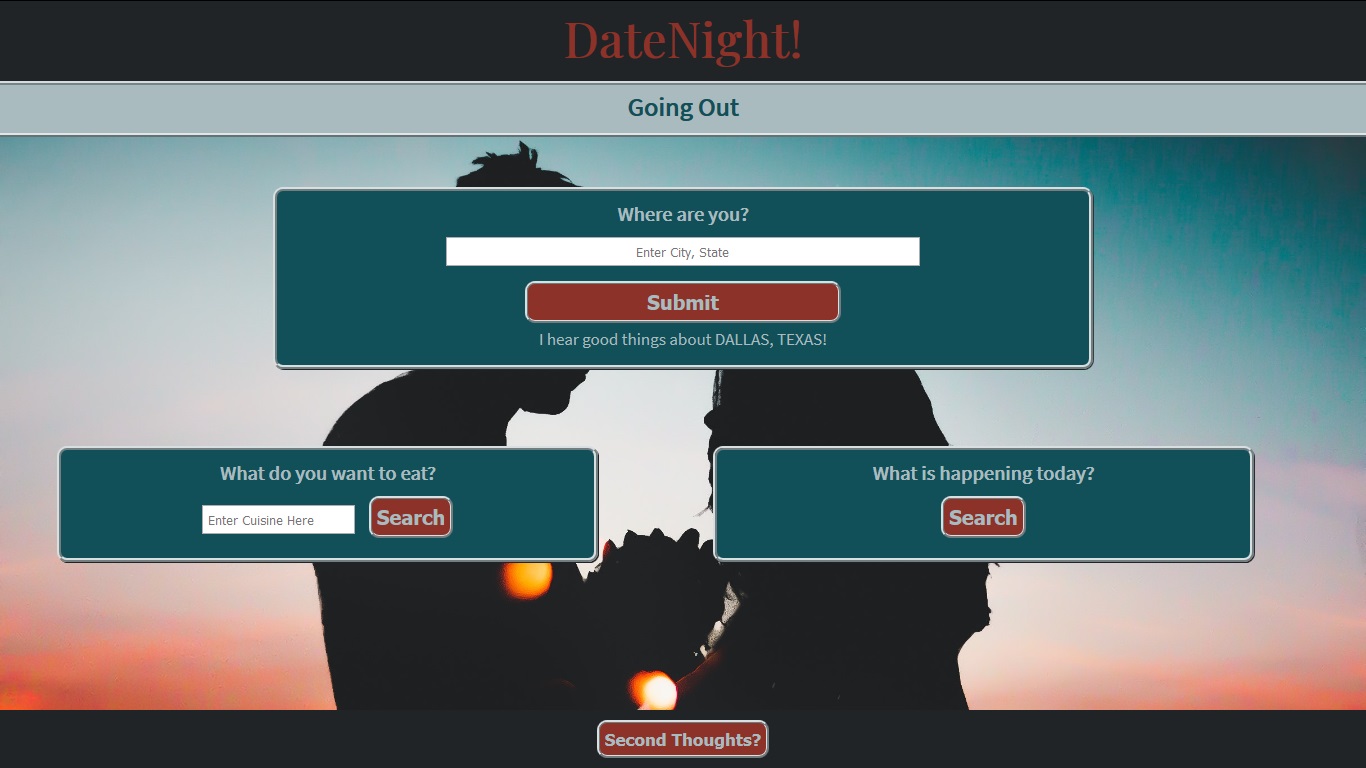 DateNight!
Going Out
Where are you?
Enter City, State
Submit
I hear good things about DALLAS, TEXAS!
What do you want to eat?
Enter Cuisine Here
Search
What is happening today?
Search
Second Thoughts?